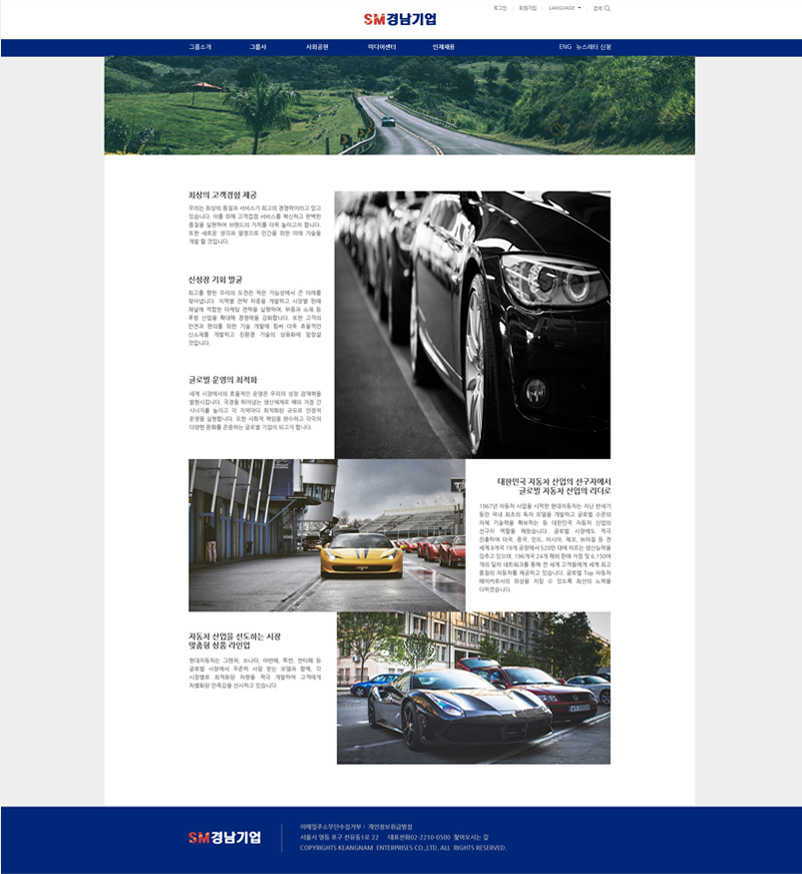 로그인 회원가입 LANGUAGE 검색
SM경남기업
그룹소개 그룹사 사회공헌 미디어센터 인재채용 ENG 뉴스레터 신청
최상의 고객경험 제공
우리는 최상의 품질과 서비스가 최고의 경쟁력이라고 믿고
있습니다. 이를 위해 고객접점 서비스를 혁신하고 완벽한
품질을 실현하여 브랜드의 가치를 더욱 높이고자 합니다.
또한 새로운 생각과 열정으로 인간을 위한 미래 기술을
개발 할 것입니다.
신성장 기회 발굴
최고를 향한 우리의 도전은 작은 가능성에서 큰 미래를
찾아냅니다. 지역별 전략 차종을 개발하고 시장별 판매
채널에 적합한 마케팅 전략을 실행하며, 부품과 소재 등
후방 산업을 확대해 경쟁력을 강화합니다. 또한 고객의
안전과 편의를 위한 기술 개발에 힘써 더욱 효율적인
신소재를 개발하고 친환경 기술의 상용화에 앞장설
것입니다.
글로벌 운영의 최적화
세계 시장에서의 효율적인 운영은 우리의 성장 잠재력을
발현시킵니다. 국경을 뛰어넘는 생산체제로 해외 거점 간
시너지를 높이고 각 지역마다 최적화된 규모로 안정적
운영을 실현합니다. 또한 사회적 책임을 완수하고 각국의
다양한 문화를 존중하는 글로벌 기업이 되고자 합니다.
대한민국 자동차 산업의 선구자에서
글로벌 자동차 산업의 리더로
1967년 자동차 사업을 시작한 현대자동차는 지난 반세기
동안 국내 최초의 독자 모델을 개발하고 글로벌 수준의
자체 기술력을 확보하는 등 대한민국 자동차 산업의
선구자 역할을 해왔습니다. 글로벌 시장에도 적극
진출하여 미국, 중국, 인도, 러시아, 체코, 브라질 등 전
세계 8개국 19개 공장에서 520만 대에 이르는 생산능력을
갖추고 있으며, 196개국 24개 해외 판매 거점 및 6,150여
개의 딜러 네트워크를 통해 전 세계 고객들에게 세계 최고
품질의 자동차를 제공하고 있습니다. 글로벌 Top 자동차
메이커로서의 위상을 지킬 수 있도록 최선의 노력을
다하겠습니다.
자동차 산업을 선도하는 시장
맞춤형 상품 라인업
현대자동차는 그랜저, 쏘나타, 아반떼, 투싼, 싼타페 등
글로벌 시장에서 꾸준히 사랑 받는 모델과 함께, 각
시장별로 최적화된 차량을 적극 개발하여 고객에게
차별화된 만족감을 선사하고 있습니다.
SM경남기업
이메일주소무단수집거부 | 개인정보취급방침
서울시 영등 포구 선유동1로 22 대표전화02-2210-0500 찾아오시는 길
COPYRIGHTS KEANGNAM ENTERPRISES CO.,LTD. ALL RIGHTS RESERVED.